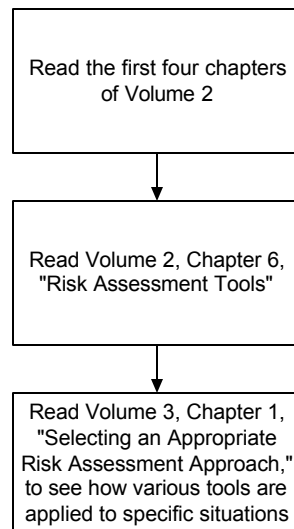 Read the first four chapters
of Volume 2
Read Volume 2, Chapter 6,
"Risk Assessment Tools"
Read Volume 3, Chapter 1,
"Selecting an Appropriate
Risk Assessment Approach,"
to see how various tools are
applied to specific situations